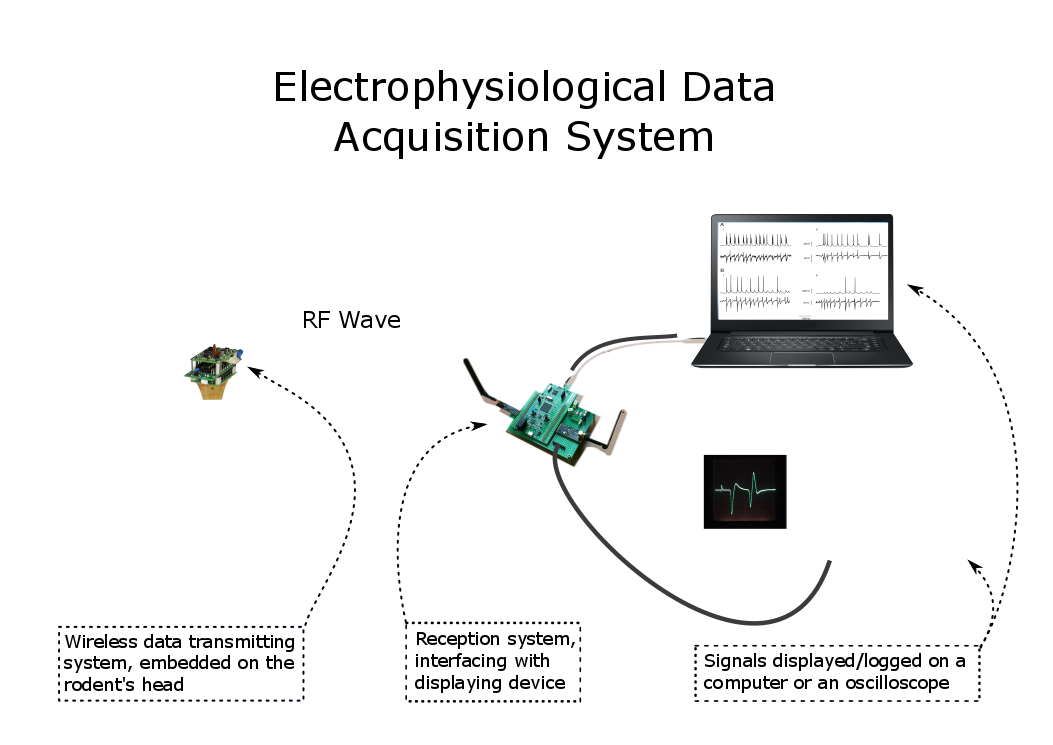 Electrophysiological Data
Acquisition System
RF Wave
Wireless data transmitting
system, embedded on the
rodent's head
Reception system,
interfacing with
displaying device
Signals displayed/logged on a
computer or an oscilloscope